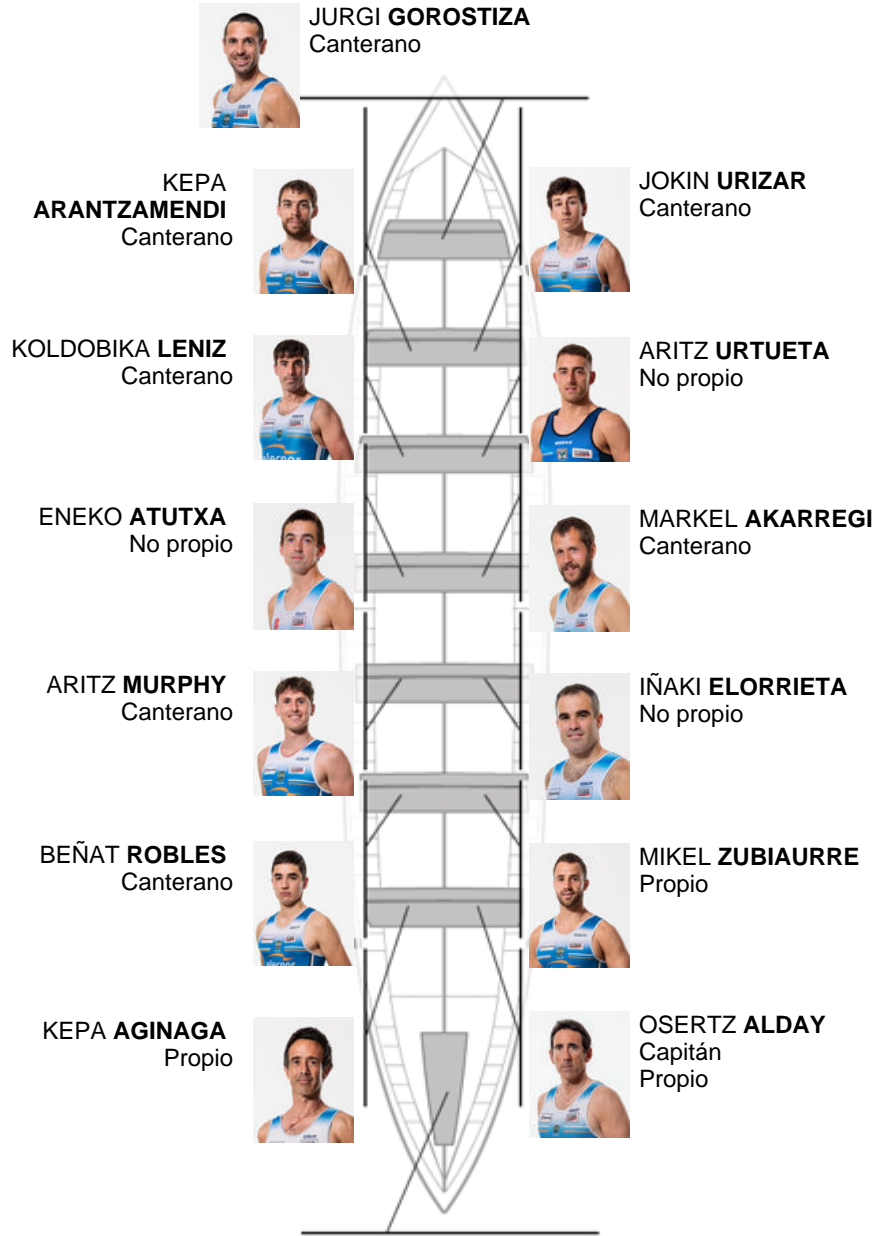 JURGI GOROSTIZA
Canterano
KEPA
ARANTZAMENDI
Canterano
JOKIN URIZAR
Canterano
KOLDOBIKA LENIZ
Canterano
ARITZ URTUETA
No propio
ENEKO ATUTXA
No propio
MARKEL AKARREGI
Canterano
ARITZ MURPHY
Canterano
IÑAKI ELORRIETA
No propio
BEÑAT ROBLES
Canterano
MIKEL ZUBIAURRE
Propio
KEPA AGINAGA
Propio
OSERTZ ALDAY
Capitán
Propio